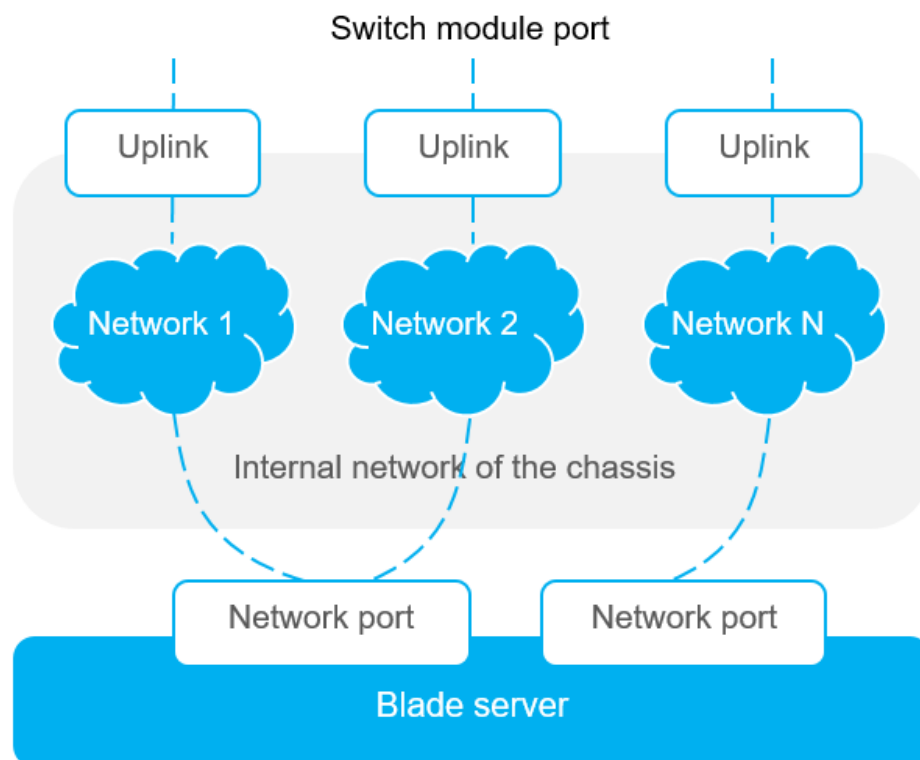 Switch module port
Uplink
Uplink
Uplink
Network 1
Network 2
Network N
Internal network of the chassis
Network port
Network port
Blade server